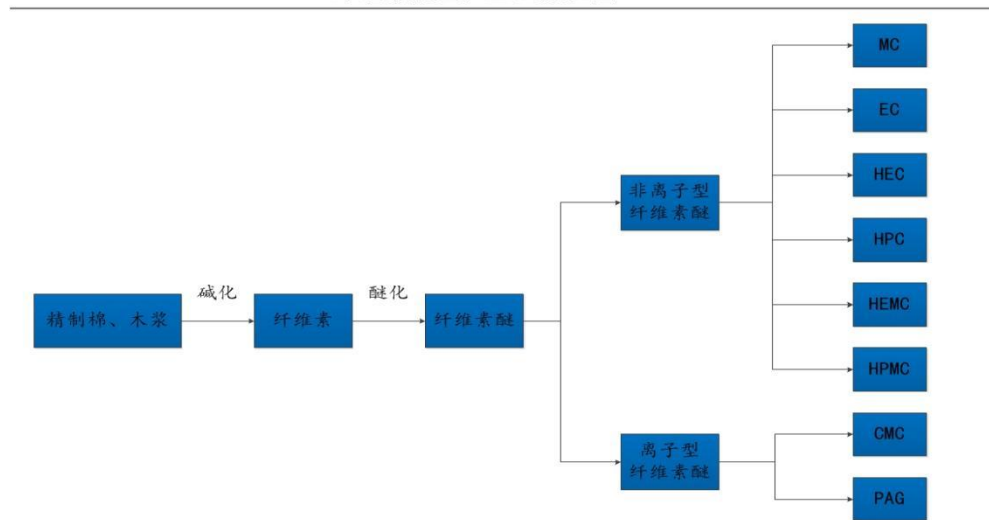 MC
EC
HEC
非离子型
纤维素醚
HPC
碱化
醚化
精制棉、木浆
纤维素
纤维素醚
HEMC
HPMC
CMC
离子型
纤维素醚
PAG